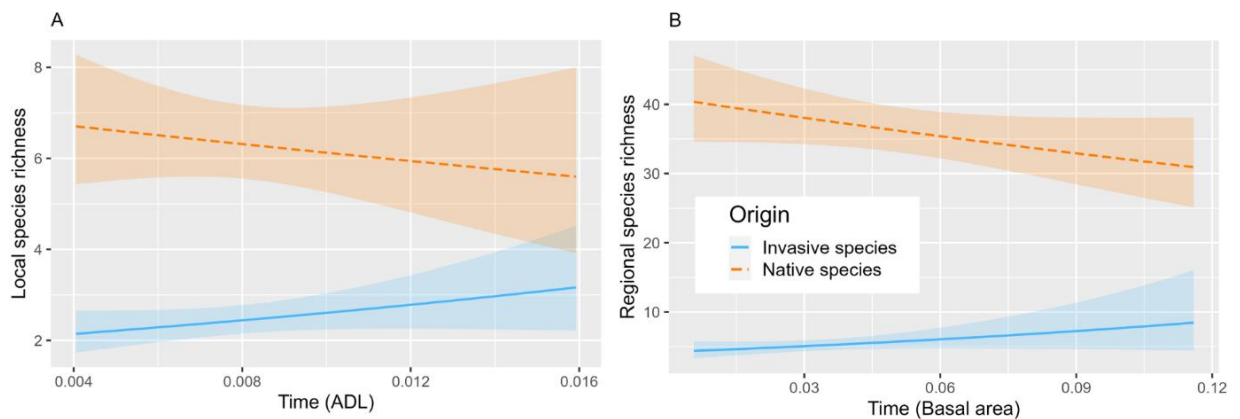 A
Local species richness
8
6
4
2
0.004
0.008
0.012
0.016
Time (ADL)
B
Regional species richness
40
30
20
10
0.03
0.06
0.09
0.12
Time (Basal area)
Origin
Invasive species
Native species